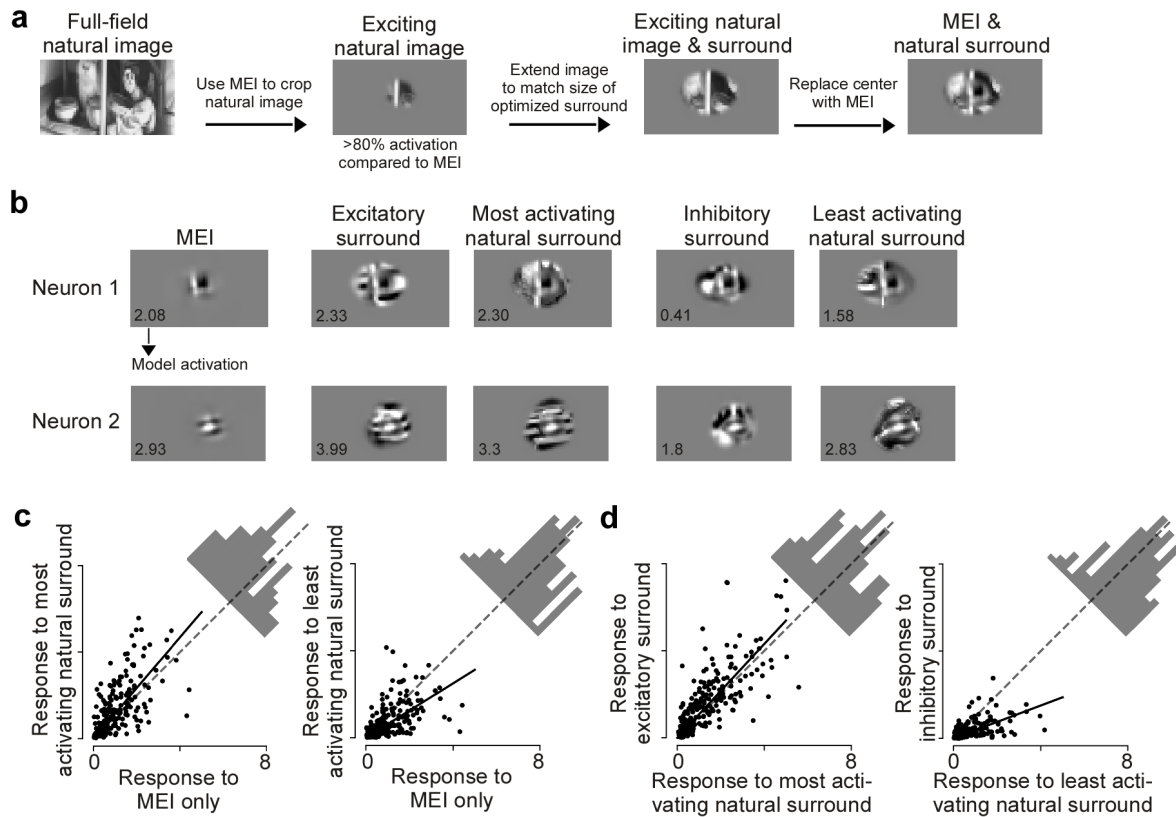 a
Full-field
natural image
Use MEI to crop
natural image
Exciting
natural image
>80% activation
compared to MEI
Extend image
to match size of
optimized surround
Exciting natural
image & surround
Replace center
with MEI
MEI &
natural surround
b
MEI
Excitatory
surround
Most activating
natural surround
Inhibitory
surround
Least activating
natural surround
Neuron 1
2.08
2.33
2.30
0.41
1.58
Model activation
Neuron 2
2.93
3.99
3.3
1.8
2.83
c
Response to most
activating natural surround
0
8
Response to
MEI only
Response to least
activating natural surround
0
8
Response to
MEI only
d
Response to
excitatory surround
0
8
Response to most acti-
vating natural surround
Response to
inhibitory surround
0
8
Response to least acti-
vating natural surround